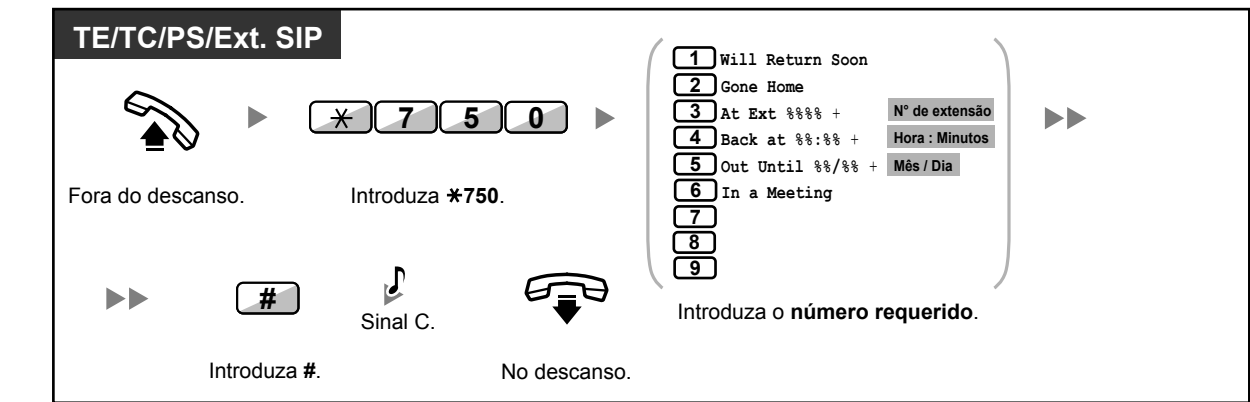 TE/TC/PS/Ext. SIP
1 Will Return Soon
2 Gone Home
3 At Ext %%%% + N° de extensão
4 Back at %%:%% + Hora : Minutos
5 Out Until %%/%% + Mês / Dia
6 In a Meeting
7
8
9
* 7 5 0
Fora do descanso.
Introduza *750.
Introduza o número requerido.
#
Sinal C.
Introduza #.
No descanso.